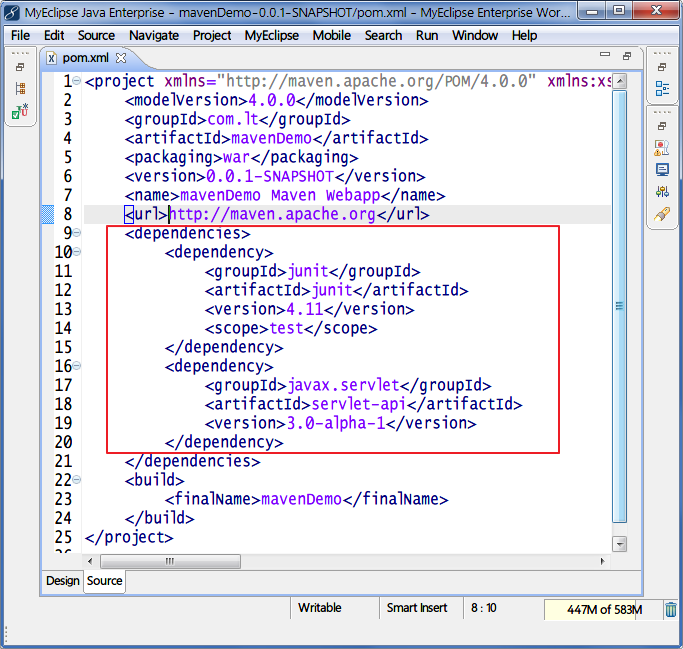 MyEclipse Java Enterprise - mavenDemo-0.0.1-SNAPSHOT/pom.xml - MyEclipse Enterprise Wor...
File Edit Source Navigate Project MyEclipse Mobile Search Run Window Help
pom.xml
1 <project xmlns="http://maven.apache.org/POM/4.0.0" xmlns:xs
2 <modelVersion>4.0.0</modelVersion>
3 <groupId>com.lt</groupId>
4 <artifactId>mavenDemo</artifactId>
5 <packaging>war</packaging>
6 <version>0.0.1-SNAPSHOT</version>
7 <name>mavenDemo Maven Webapp</name>
8 <url>http://maven.apache.org</url>
9 <dependencies>
10 <dependency>
11 <groupId>junit</groupId>
12 <artifactId>junit</artifactId>
13 <version>4.11</version>
14 <scope>test</scope>
15 </dependency>
16 <dependency>
17 <groupId>javax.servlet</groupId>
18 <artifactId>servlet-api</artifactId>
19 <version>3.0-alpha-1</version>
20 </dependency>
21 </dependencies>
22 <build>
23 <finalName>mavenDemo</finalName>
24 </build>
25 </project>
Design Source
Writable Smart Insert 8 : 10 447M of 583M